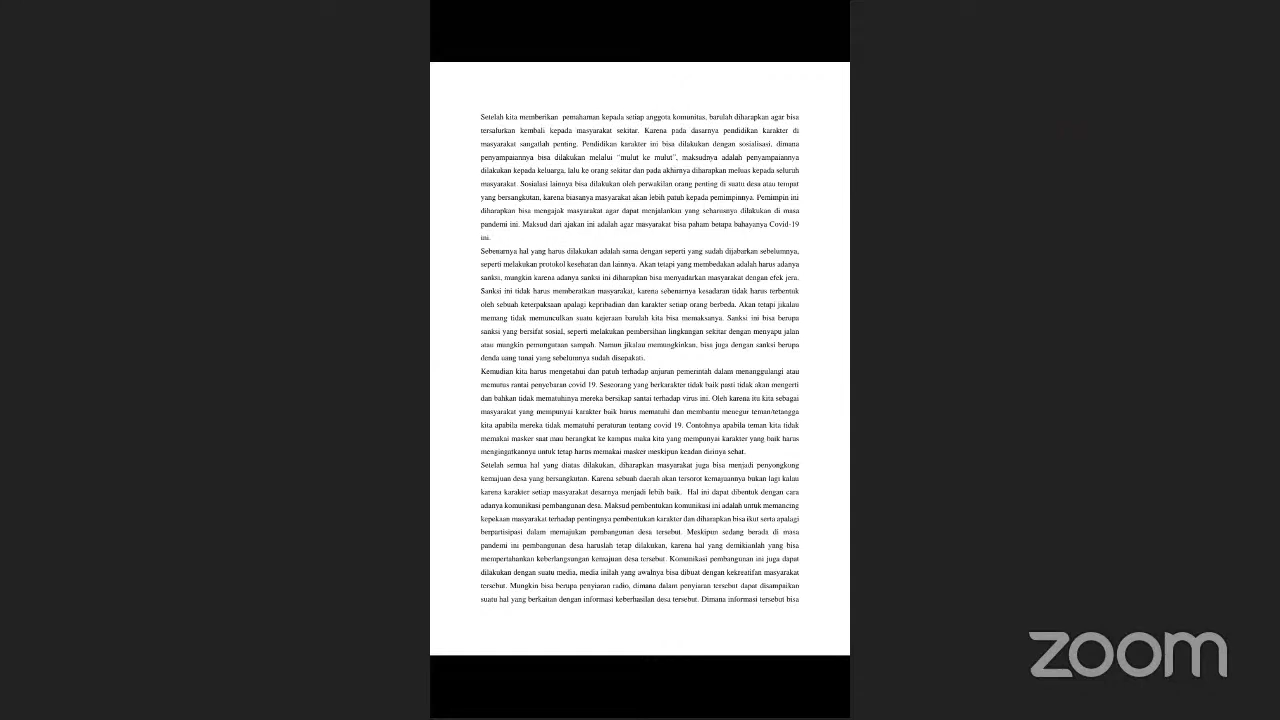 Setelah kita memberikan pemahaman kepada setiap anggota komunitas, barulah diharapkan agar bisa
tersalurkan kembali kepada masyarakat sekitar. Karena pada dasarnya pendidikan karakter di
masyarakat sangatlah penting. Pendidikan karakter ini bisa dilakukan dengan sosialisasi, dimana
penyampaiannya bisa dilakukan melalui “mulut ke mulut”, maksudnya adalah penyampaiannya
dilakukan kepada keluarga, lalu ke orang sekitar dan pada akhirnya diharapkan meluas kepada seluruh
masyarakat. Sosialasi lainnya bisa dilakukan oleh perwakilan orang penting di suatu desa atau tempat
yang bersangkutan, karena biasanya masyarakat akan lebih patuh kepada pemimpinnya. Pemimpin ini
diharapkan bisa mengajak masyarakat agar dapat menjalankan yang seharusnya dilakukan di masa
pandemi ini. Maksud dari ajakan ini adalah agar masyarakat bisa paham betapa bahayanya Covid-19
ini.
Sebenarnya hal yang harus dilakukan adalah sama dengan seperti yang sudah dijabarkan sebelumnya,
seperti melakukan protokol kesehatan dan lainnya. Akan tetapi yang membedakan adalah harus adanya
sanksi, mungkin karena adanya sanksi ini diharapkan bisa menyadarkan masyarakat dengan efek jera.
Sanksi ini tidak harus memberatkan masyarakat, karena sebenarnya kesadaran tidak harus terbentuk
oleh sebuah keterpaksaan apalagi kepribadian dan karakter setiap orang berbeda. Akan tetapi jikalau
memang tidak memunculkan suatu kejeraan barulah kita bisa memaksanya. Sanksi ini bisa berupa
sanksi yang bersifat sosial, seperti melakukan pembersihan lingkungan sekitar dengan menyapu jalan
atau mungkin pemungutaan sampah. Namun jikalau memungkinkan, bisa juga dengan sanksi berupa
denda uang tunai yang sebelumnya sudah disepakati.
Kemudian kita harus mengetahui dan patuh terhadap anjuran pemerintah dalam menanggulangi atau
memutus rantai penyebaran covid 19. Seseorang yang berkarakter tidak baik pasti tidak akan mengerti
dan bahkan tidak mematuhinya mereka bersikap santai terhadap virus ini. Oleh karena itu kita sebagai
masyarakat yang mempunyai karakter baik harus mematuhi dan membantu menegur teman/tetangga
kita apabila mereka tidak mematuhi peraturan tentang covid 19. Contohnya apabila teman kita tidak
memakai masker saat mau berangkat ke kampus maka kita yang mempunyai karakter yang baik harus
mengingatkannya untuk tetap harus memakai masker meskipun keadan dirinya sehat.
Setelah semua hal yang diatas dilakukan, diharapkan masyarakat juga bisa menjadi penyongkong
kemajuan desa yang bersangkutan. Karena sebuah daerah akan tersorot kemajuannya bukan lagi kalau
karena karakter setiap masyarakat desarnya menjadi lebih baik. Hal ini dapat dibentuk dengan cara
adanya komunikasi pembangunan desa. Maksud pembentukan komunikasi ini adalah untuk memancing
kepekaan masyarakat terhadap pentingnya pembentukan karakter dan diharapkan bisa ikut serta apalagi
berpartisipasi dalam memajukan pembangunan desa tersebut. Meskipun sedang berada di masa
pandemi ini pembangunan desa haruslah tetap dilakukan, karena hal yang demikianlah yang bisa
mempertahankan keberlangsungan kemajuan desa tersebut. Komunikasi pembangunan ini juga dapat
dilakukan dengan suatu media, media inilah yang awalnya bisa dibuat dengan kekreatifan masyarakat
tersebut. Mungkin bisa berupa penyiaran radio, dimana dalam penyiaran tersebut dapat disampaikan
suatu hal yang berkaitan dengan informasi keberhasilan desa tersebut. Dimana informasi tersebut bisa
zoom